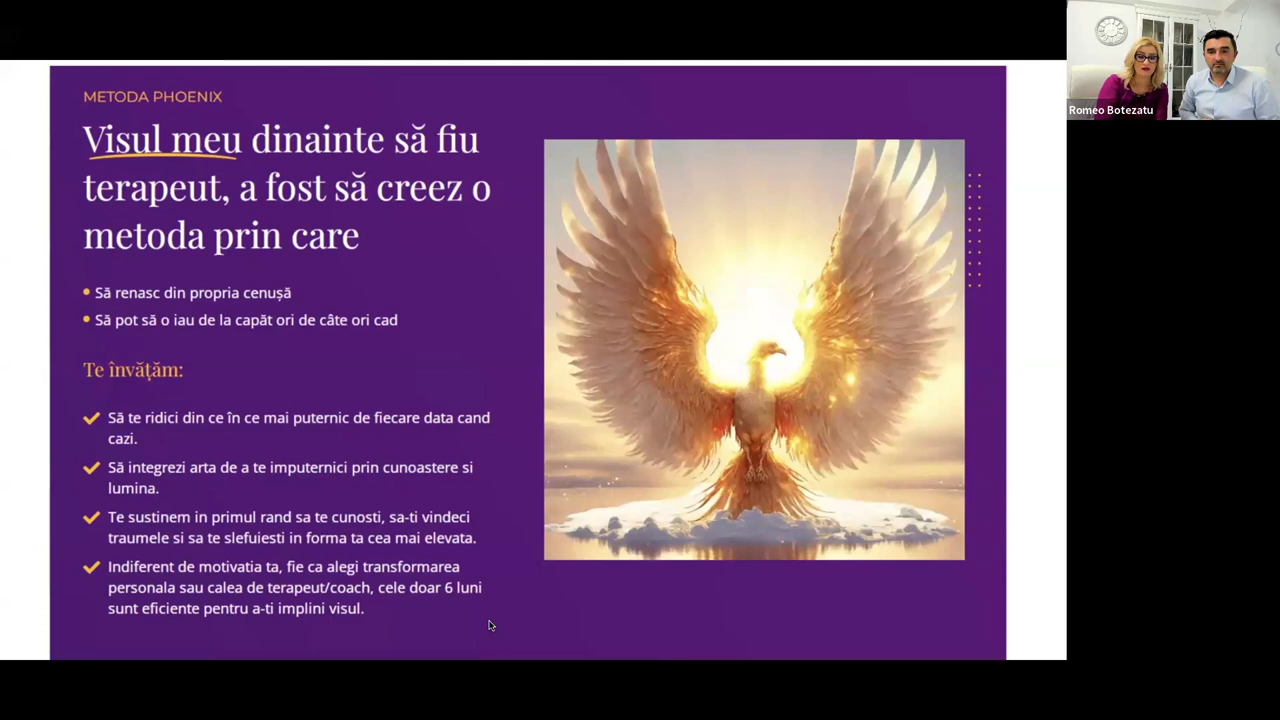 METODA PHOENIX
Visul meu dinainte să fiu
terapeut, a fost să creez o
metoda prin care
Să renasc din propria cenușă
Să pot să o iau de la capăt ori de câte ori cad
Te învățăm:
Să te ridici din ce în ce mai puternic de fiecare data cand
cazi.
Să integrezi arta de a te imputernici prin cunoastere si
lumina.
Te sustinem in primul rand sa te cunosti, sa-ti vindeci
traumele si sa te slefuiesti in forma ta cea mai elevata.
Indiferent de motivatia ta, fie ca alegi transformarea
personala sau calea de terapeut/coach, cele doar 6 luni
sunt eficiente pentru a-ti implini visul.
Romeo Botezatu